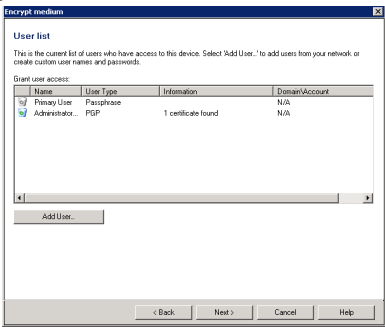 Encrypt medium
User list
This is the current list of users who have access to this device. Select 'Add User...' to add users from your network or
create custom user names and passwords.
Grant user access:
Name User Type Information Domain\Account
Primary User Passphrase N/A
Administrator... PGP 1 certificate found N/A
Add User...
< Back Next > Cancel Help